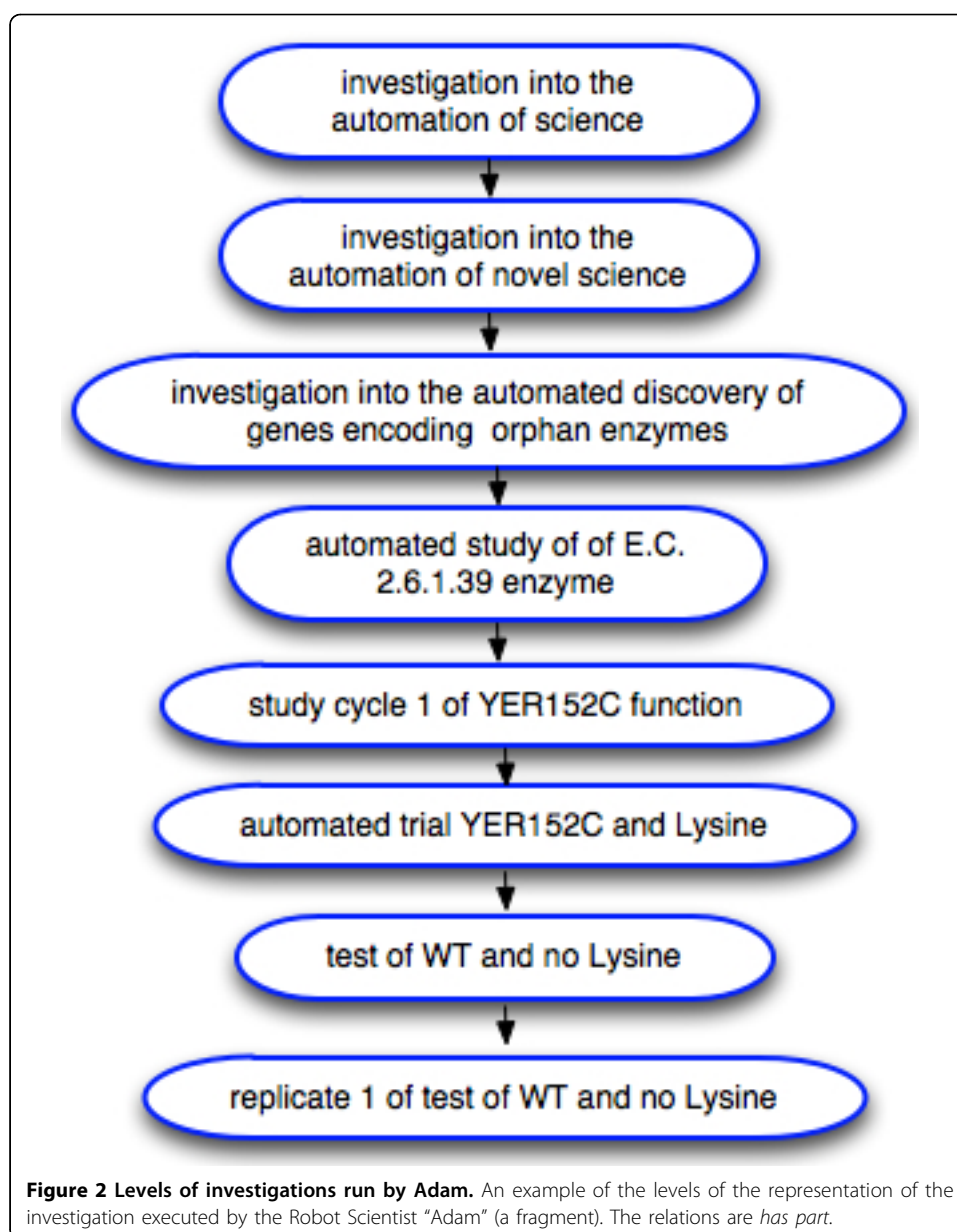 investigation into the
automation of science
investigation into the
automation of novel science
investigation into the automated discovery of
genes encoding orphan enzymes
automated study of of E.C.
2.6.1.39 enzyme
study cycle 1 of YER152C function
automated trial YER152C and Lysine
test of WT and no Lysine
replicate 1 of test of WT and no Lysine
Figure 2 Levels of investigations run by Adam. An example of the levels of the representation of the
investigation executed by the Robot Scientist “Adam” (a fragment). The relations are has part.